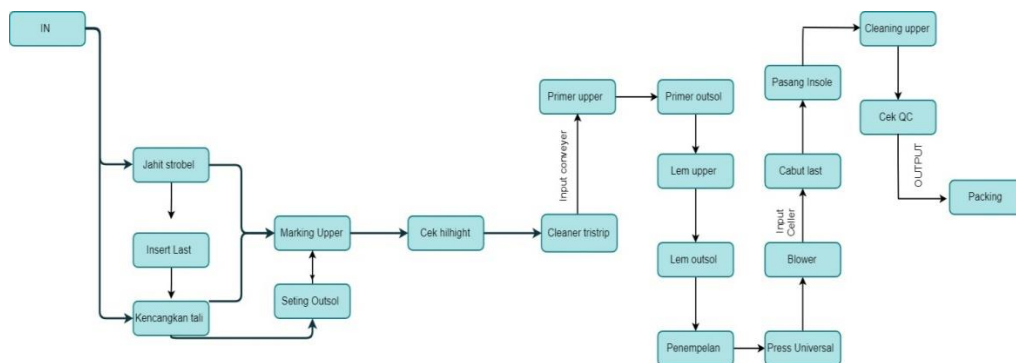 IN
Jahit strobel
Insert Last
Kencangkan tali
Marking Upper
Seting Outsol
Cek hilhight
Cleaner tristrip
Input conveyer
Primer upper
Primer outsol
Lem upper
Lem outsol
Penempelan
Press Universal
Blower
Input
Celler
Cabut last
Pasang Insole
Cleaning upper
Cek QC
OUTPUT
Packing